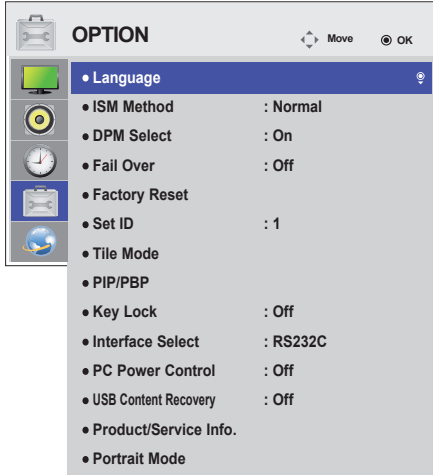 OPTION Move OK
● Language
● ISM Method : Normal
● DPM Select : On
● Fail Over : Off
● Factory Reset
● Set ID : 1
● Tile Mode
● PIP/PBP
● Key Lock : Off
● Interface Select : RS232C
● PC Power Control : Off
● USB Content Recovery : Off
● Product/Service Info.
● Portrait Mode